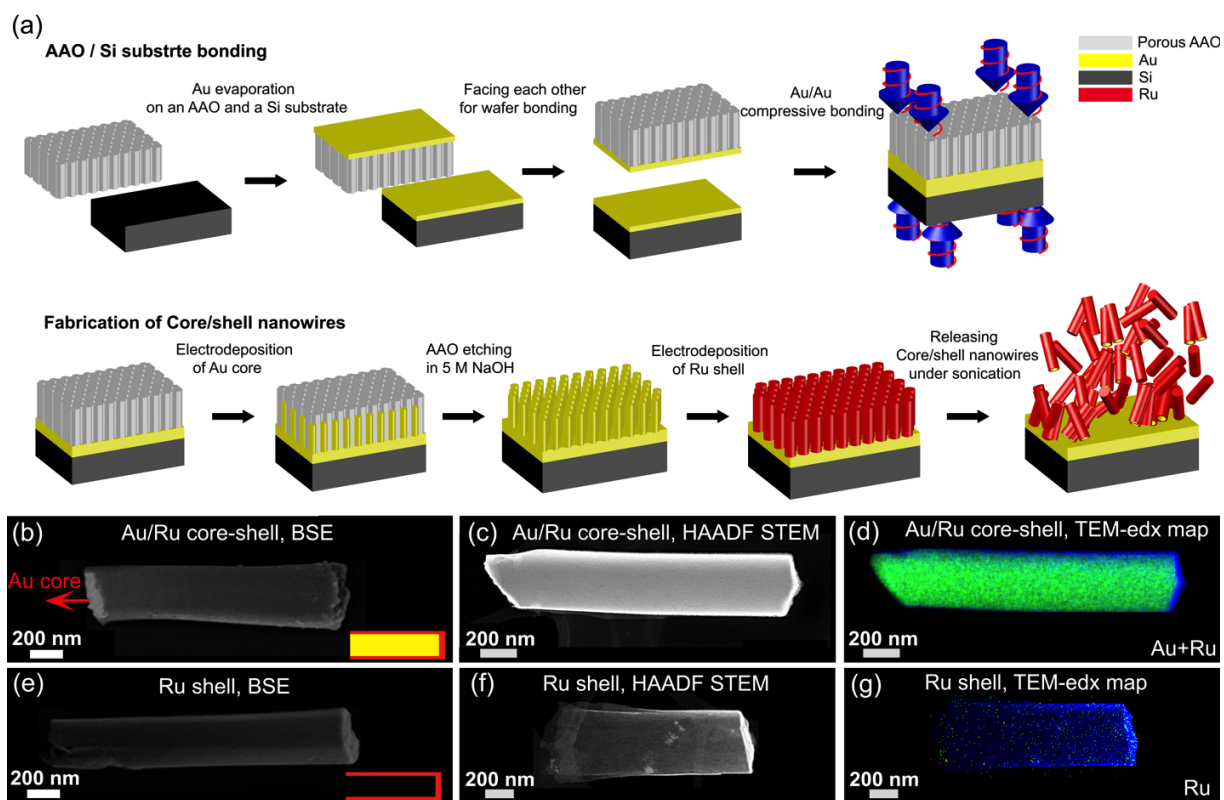 (a)
AAO / Si substrte bonding
Au evaporation
on an AAO and a Si substrate
Facing each other
for wafer bonding
Au/Au
compressive bonding
Porous AAO
Au
Si
Ru
Fabrication of Core/shell nanowires
Electrodeposition
of Au core
AAO etching
in 5 M NaOH
Electrodeposition
of Ru shell
Releasing
Core/shell nanowires
under sonication
(b)
Au/Ru core-shell, BSE
Au core
200 nm
(c)
Au/Ru core-shell, HAADF STEM
200 nm
(d)
Au/Ru core-shell, TEM-edx map
200 nm
Au+Ru
(e)
Ru shell, BSE
200 nm
(f)
Ru shell, HAADF STEM
200 nm
(g)
Ru shell, TEM-edx map
200 nm
Ru